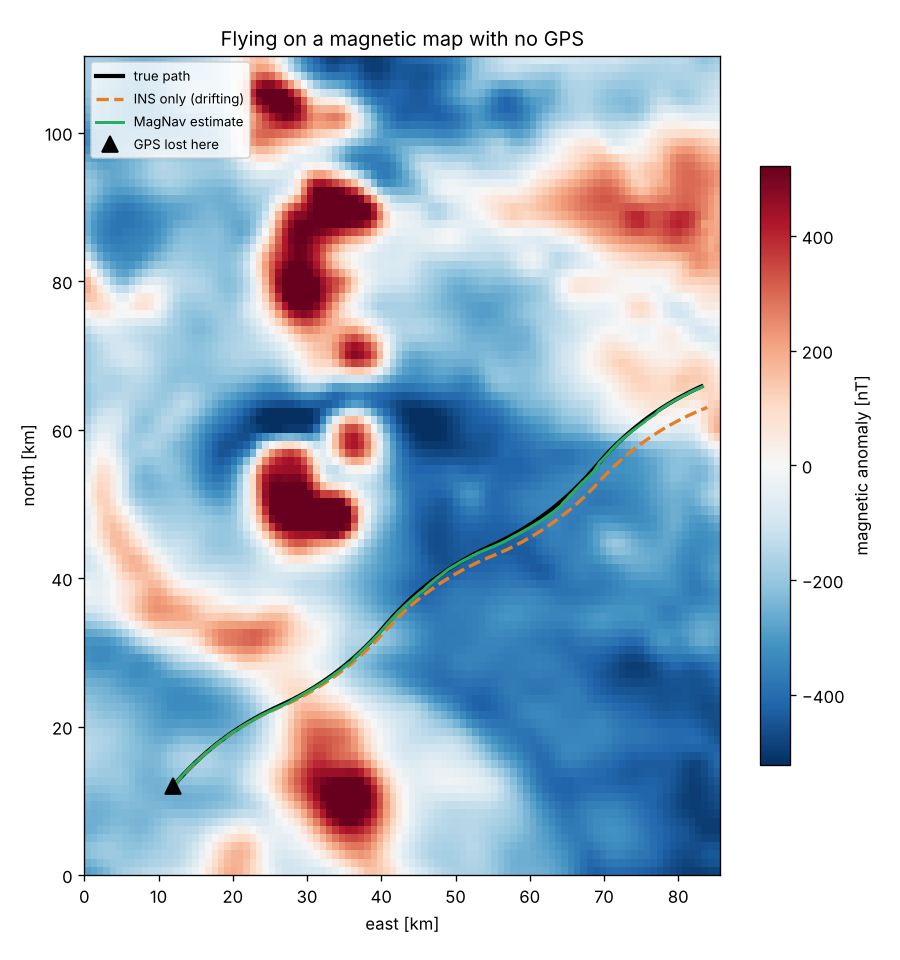 Flying on a magnetic map with no GPS
true path
INS only (drifting)
MagNav estimate
GPS lost here
100
80
60
40
20
0
north [km]
0 10 20 30 40 50 60 70 80
east [km]
400
200
0
−200
−400
magnetic anomaly [nT]